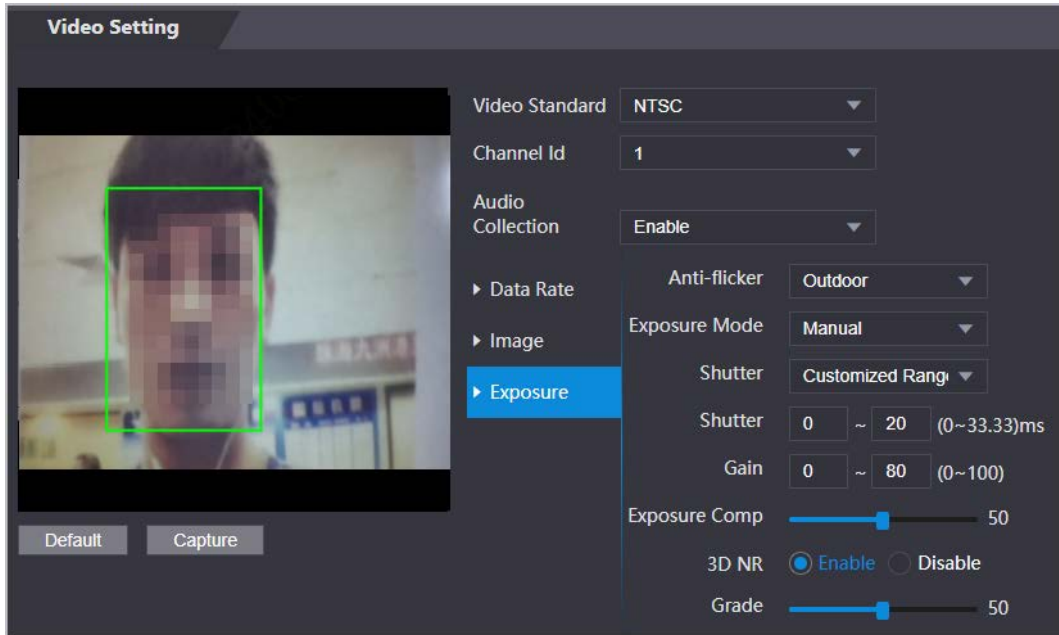 Video Setting
Video Standard NTSC
Channel Id 1
Audio
Collection Enable
Data Rate
Image
Exposure
Anti-flicker Outdoor
Exposure Mode Manual
Shutter Customized Rang
Shutter 0 ~ 20 (0~33.33)ms
Gain 0 ~ 80 (0~100)
Exposure Comp 50
3D NR Enable Disable
Grade 50
Default Capture